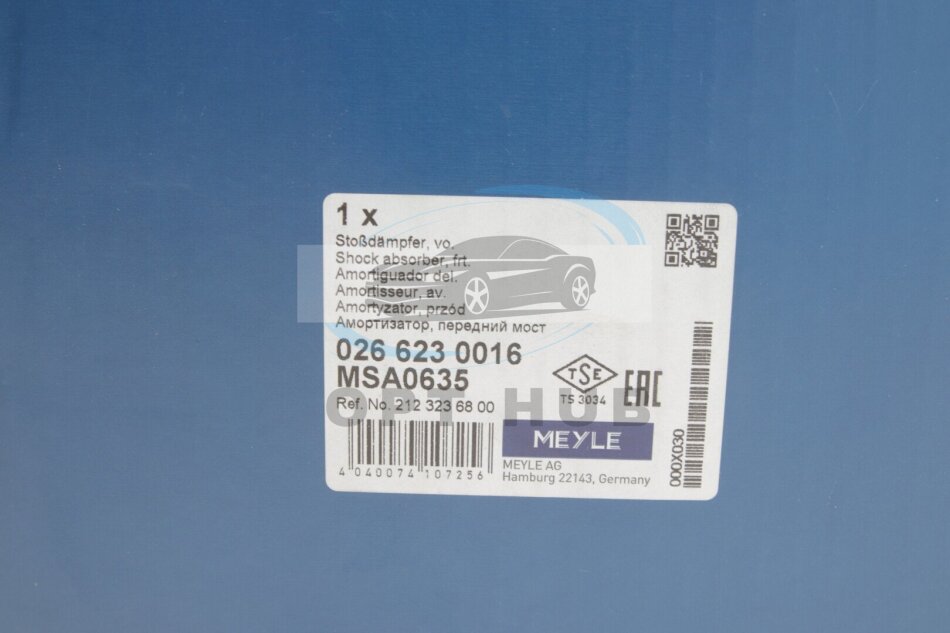 1 x
Stoßdämpfer, vo.
Shock absorber, frt.
Amortiguador del.
Amortisseur, av.
Amortyzator, przód
Амортизатор, передний мост
026 623 0016
MSA0635
Ref. No. 212 323 68 00
TSE
TS 3034
EAC
OPT HUB
MEYLE
MEYLE AG
Hamburg 22143, Germany
4 040074 107256
000X030